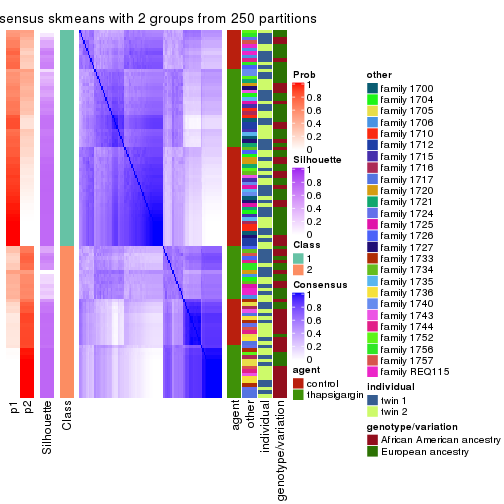 sensus skmeans with 2 groups from 250 partitions
p1
p2
Silhouette
Class
agent
other
individual
genotype/variation
Prob
1
0.8
0.6
0.4
0.2
0
Silhouette
1
0.8
0.6
0.4
0.2
0
Class
1
2
Consensus
1
0.8
0.6
0.4
0.2
0
agent
control
thapsigargin
other
family 1700
family 1704
family 1705
family 1706
family 1710
family 1712
family 1715
family 1716
family 1717
family 1720
family 1721
family 1724
family 1725
family 1726
family 1727
family 1733
family 1734
family 1735
family 1736
family 1740
family 1743
family 1744
family 1752
family 1756
family 1757
family REQ115
individual
twin 1
twin 2
genotype/variation
African American ancestry
European ancestry